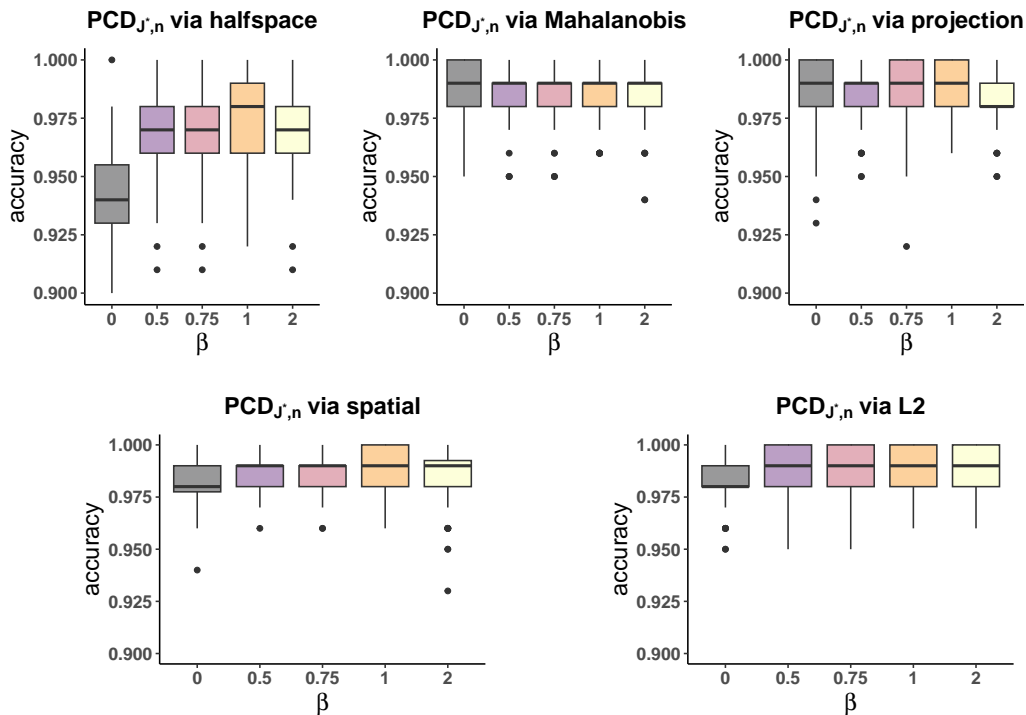 PCD_J*,n via halfspace
1.000
0.975
0.950
0.925
0.900
accuracy
0 0.5 0.75 1 2
β
PCD_J*,n via Mahalanobis
1.000
0.975
0.950
0.925
0.900
accuracy
0 0.5 0.75 1 2
β
PCD_J*,n via projection
1.000
0.975
0.950
0.925
0.900
accuracy
0 0.5 0.75 1 2
β
PCD_J*,n via spatial
1.000
0.975
0.950
0.925
0.900
accuracy
0 0.5 0.75 1 2
β
PCD_J*,n via L2
1.000
0.975
0.950
0.925
0.900
accuracy
0 0.5 0.75 1 2
β